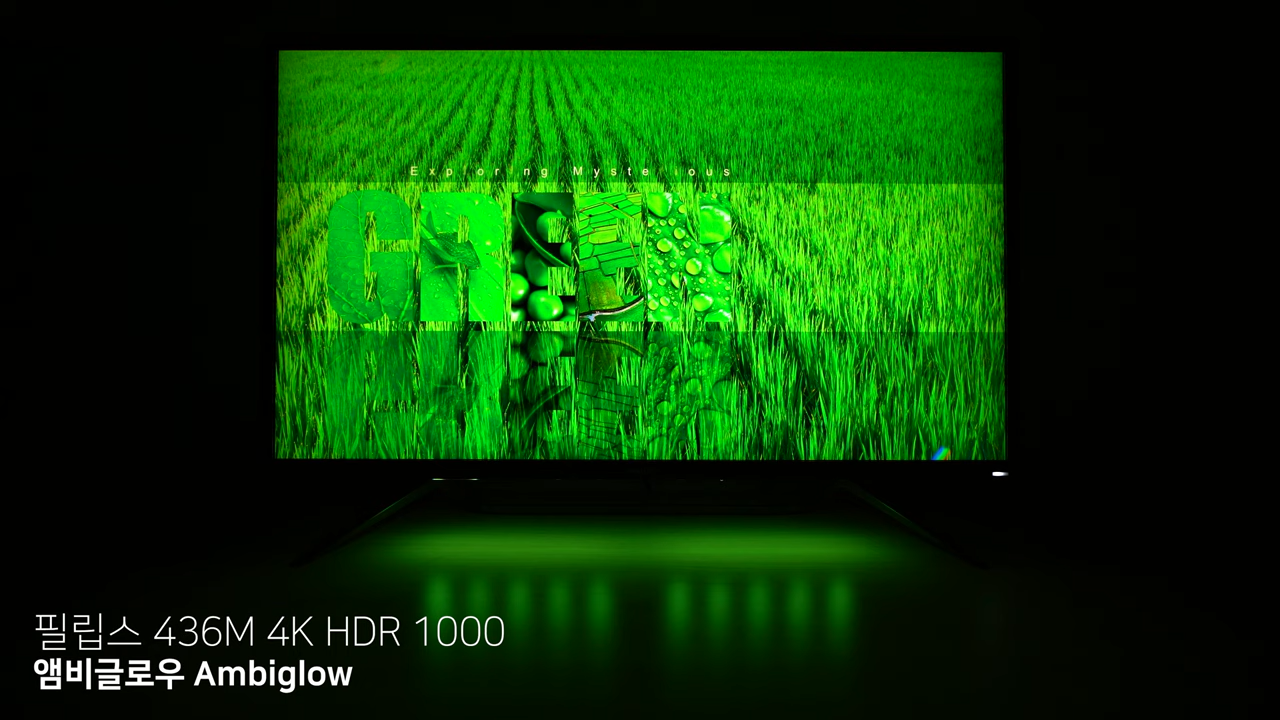 Exploring Mysterious
GREEN
필립스 436M 4K HDR 1000
앰비글로우 Ambiglow